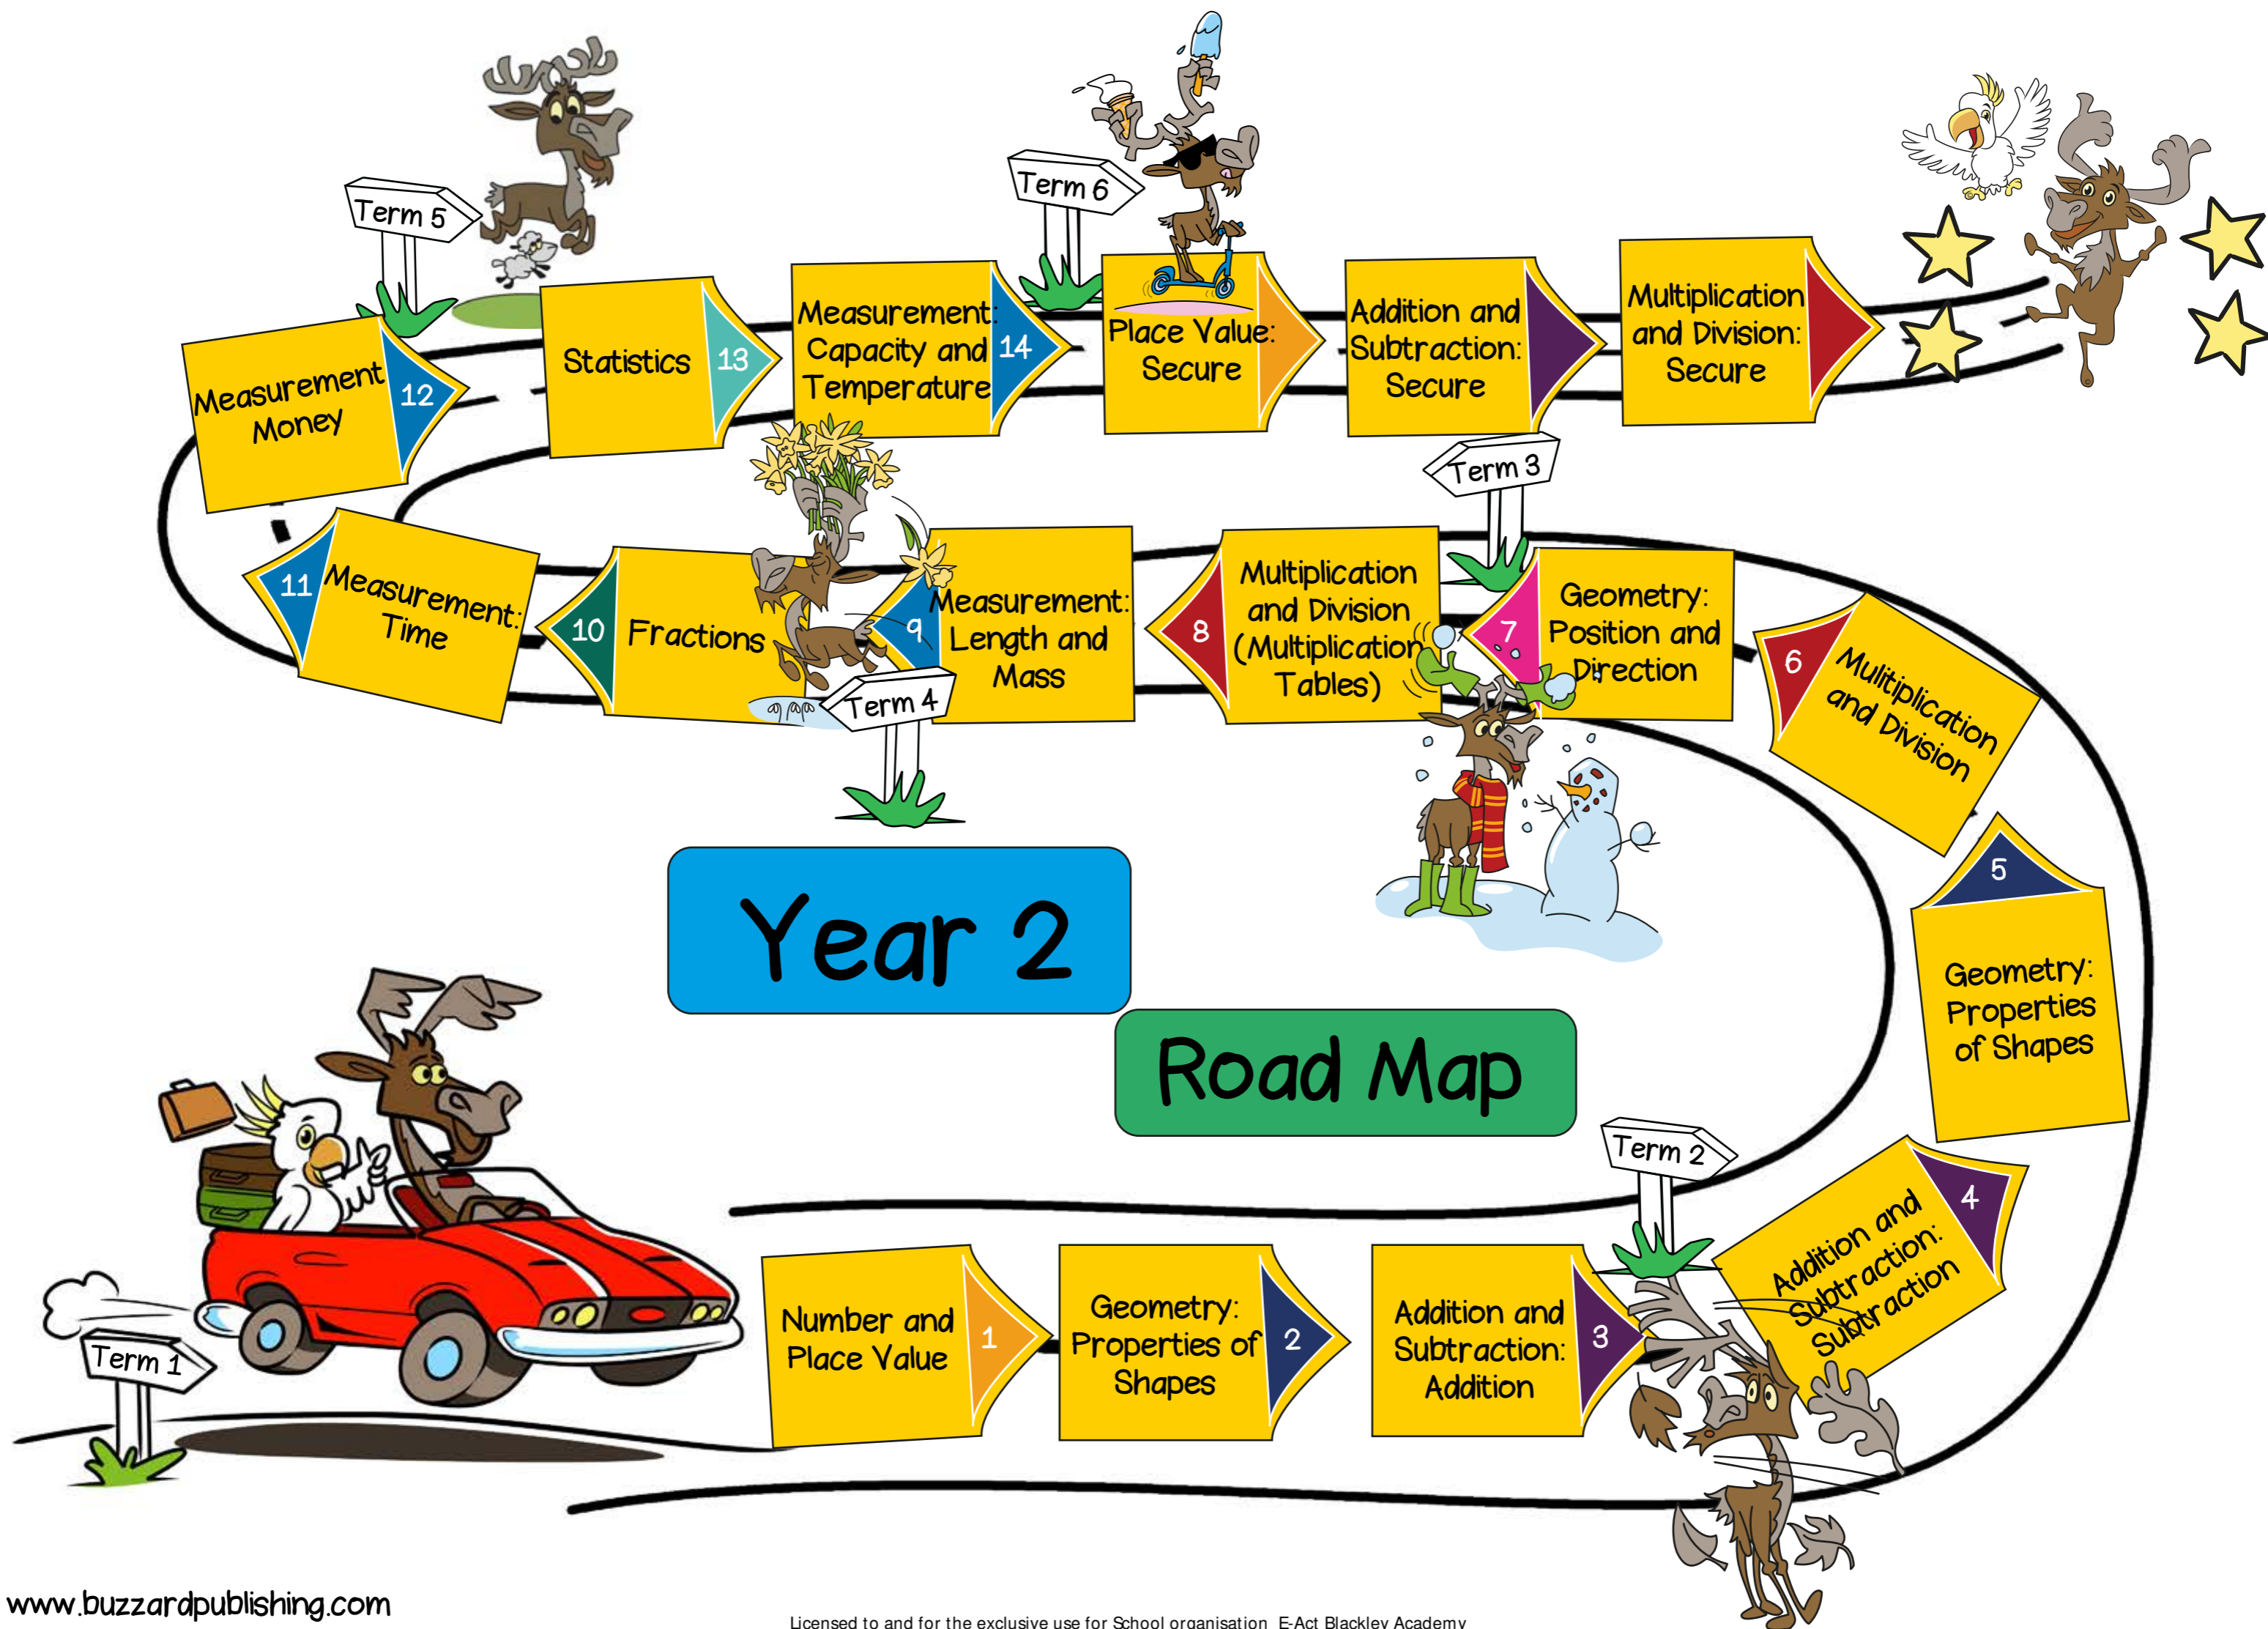 Term 5
Term 6
Measurement
Money
12
Statistics
13
Measurement:
Capacity and
Temperature
14
Place Value:
Secure
Addition and
Subtraction:
Secure
Multiplication
and Division:
Secure
Term 3
11
Measurement:
Time
10
Fractions
9
Measurement:
Length and
Mass
Term 4
8
Multiplication
and Division
(Multiplication
Tables)
7
Geometry:
Position and
Direction
6
Mulitiplication
and Division
5
Geometry:
Properties
of Shapes
Year 2
Road Map
Term 2
4
Addition and
Subtraction:
Subtraction
Term 1
Number and
Place Value
1
Geometry:
Properties of
Shapes
2
Addition and
Subtraction:
Addition
3
www.buzzardpublishing.com
Licensed to and for the exclusive use for School organisation E-Act Blackley Academy